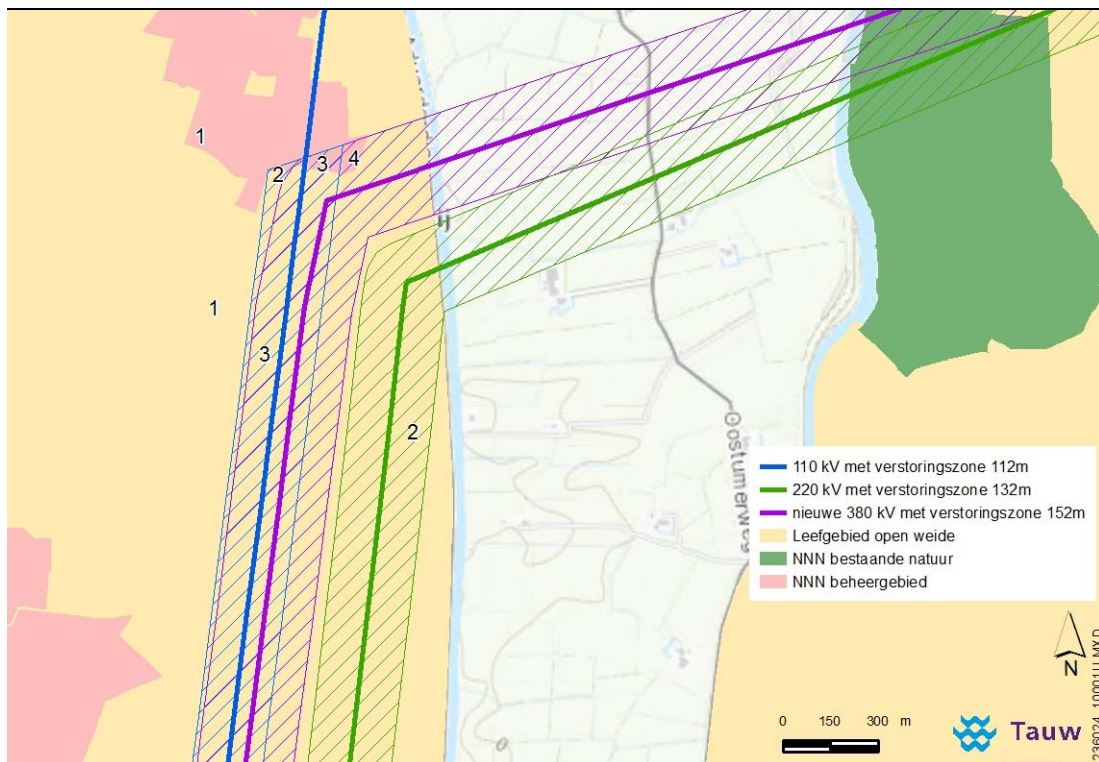 1
2
3
4
1
3
2
Oostumerweg
110 kV met verstoringszone 112m
220 kV met verstoringszone 132m
nieuwe 380 kV met verstoringszone 152m
Leefgebied open weide
NNN bestaande natuur
NNN beheergebied
N
0 150 300 m
Tauw